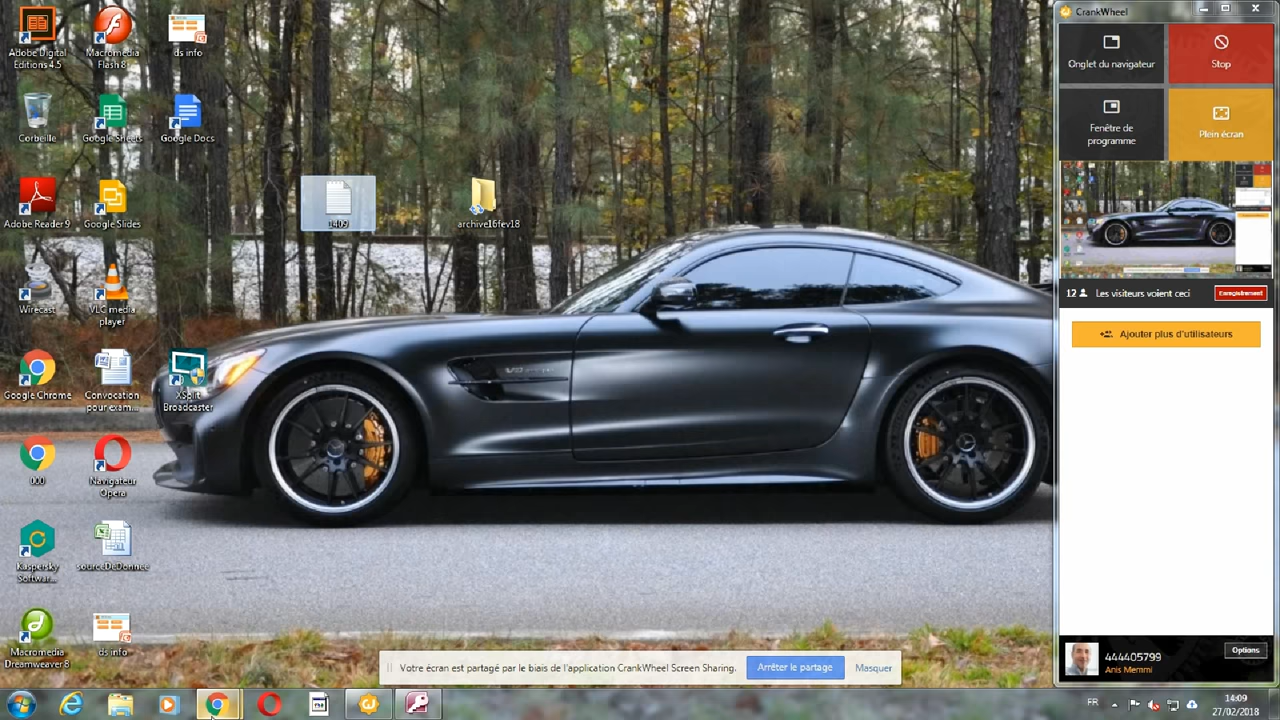 Adobe Digital
Editions 4.5
Macromedia
Flash 8
ds info
Corbeille
Google Sheets
Google Docs
Adobe Reader 9
Google Slides
1409
archive16fev18
Wirecast
VLC media
player
Google Chrome
Convocation
pour exam...
XSplit
Broadcaster
000
Navigateur
Opera
Kaspersky
Softwar...
sourceDeDonnee
Macromedia
Dreamweaver 8
ds info
CrankWheel
Onglet du navigateur
Stop
Fenêtre de
programme
Plein écran
12
Les visiteurs voient ceci
Enregistrement
Ajouter plus d'utilisateurs
444405799
Anis Memmi
Options
Votre écran est partagé par le biais de l'application CrankWheel Screen Sharing.
Arrêter le partage
Masquer
FR
14:09
27/02/2018